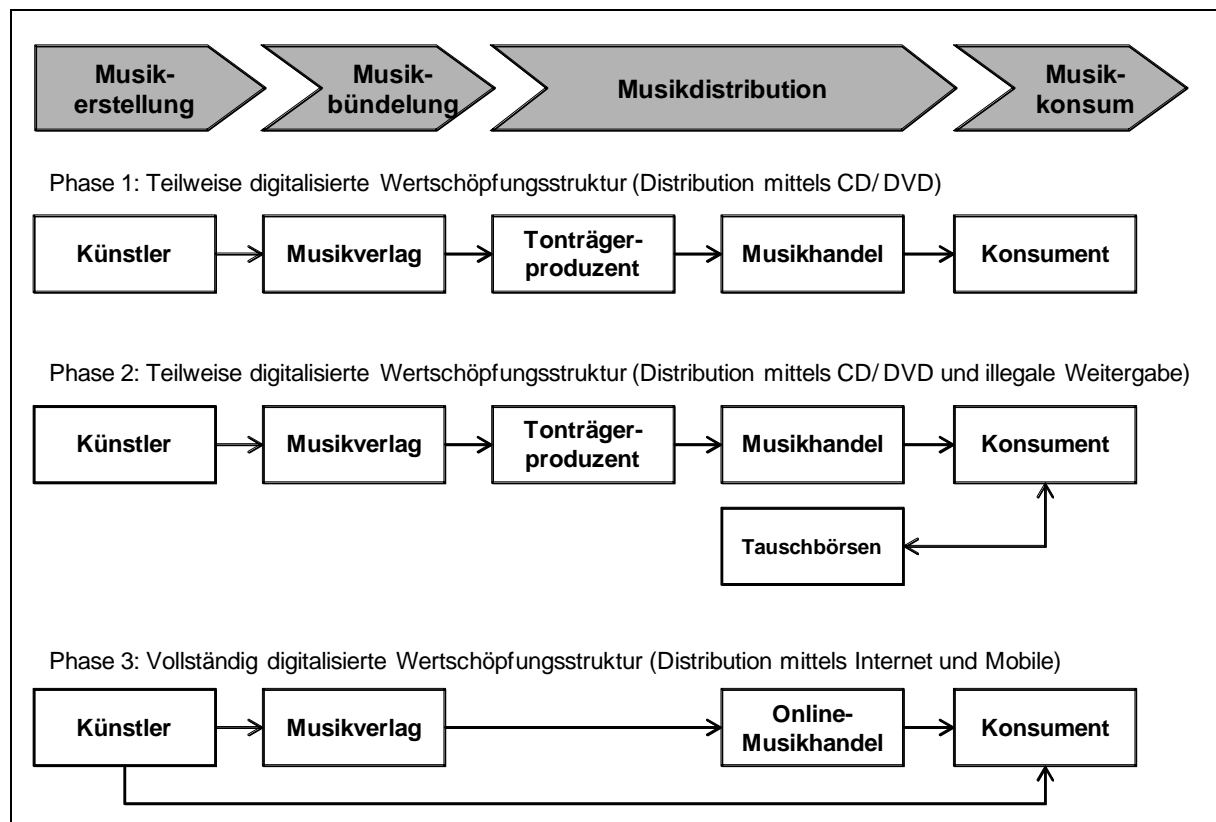 Musik-
erstellung
Musik-
bündelung
Musikdistribution
Musik-
konsum
Phase 1: Teilweise digitalisierte Wertschöpfungsstruktur (Distribution mittels CD/ DVD)
Künstler
Musikverlag
Tonträger-
produzent
Musikhandel
Konsument
Phase 2: Teilweise digitalisierte Wertschöpfungsstruktur (Distribution mittels CD/ DVD und illegale Weitergabe)
Künstler
Musikverlag
Tonträger-
produzent
Musikhandel
Konsument
Tauschbörsen
Phase 3: Vollständig digitalisierte Wertschöpfungsstruktur (Distribution mittels Internet und Mobile)
Künstler
Musikverlag
Online-
Musikhandel
Konsument